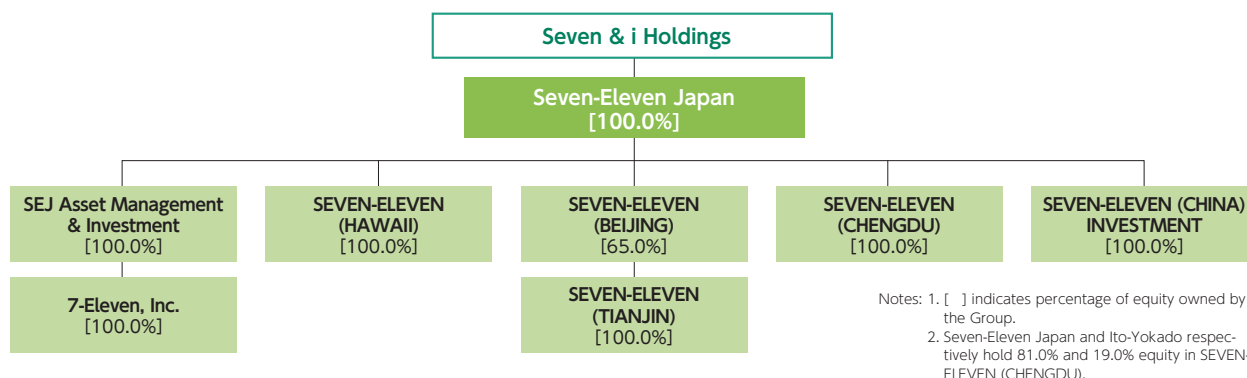 Seven & i Holdings
Seven-Eleven Japan
[100.0%]
SEJ Asset Management
& Investment
[100.0%]
SEVEN-ELEVEN
(HAWAII)
[100.0%]
SEVEN-ELEVEN
(BEIJING)
[65.0%]
SEVEN-ELEVEN
(CHENGDU)
[100.0%]
SEVEN-ELEVEN (CHINA)
INVESTMENT
[100.0%]
7-Eleven, Inc.
[100.0%]
SEVEN-ELEVEN
(TIANJIN)
[100.0%]
Notes: 1. [ ] indicates percentage of equity owned by
the Group.
2. Seven-Eleven Japan and Ito-Yokado respec-
tively hold 81.0% and 19.0% equity in SEVEN-
ELEVEN (CHENGDU).